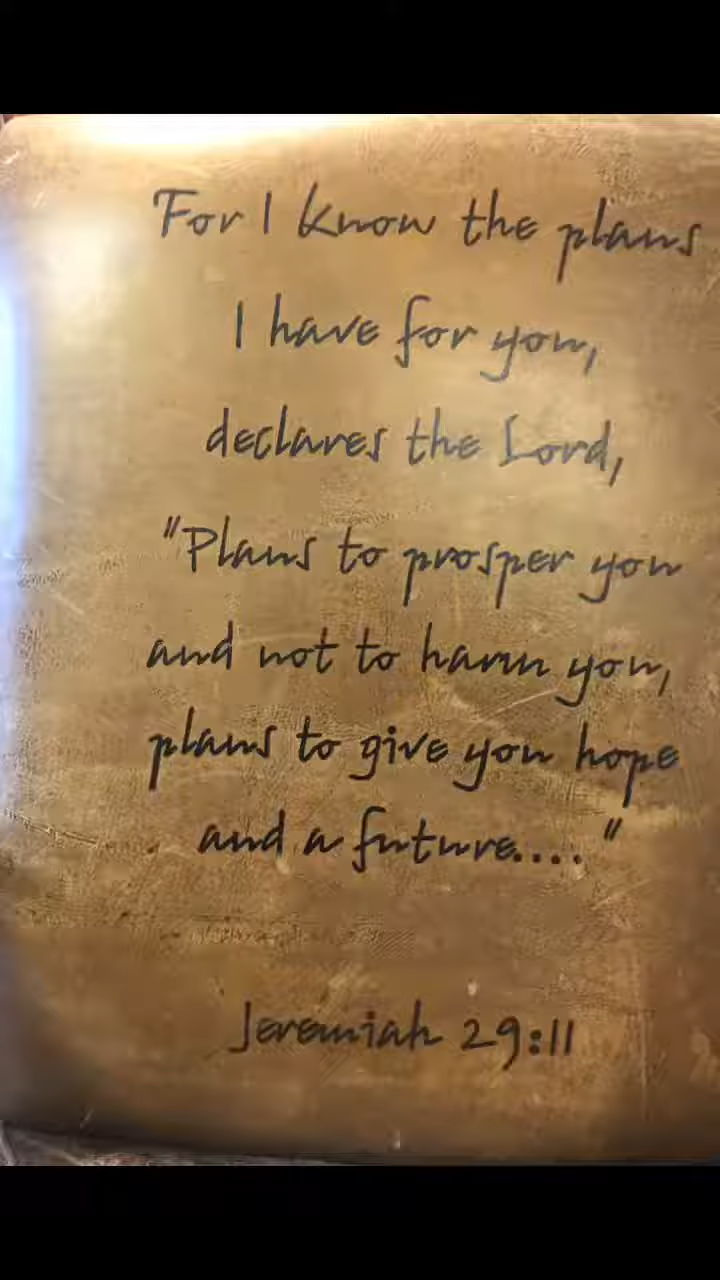 For I know the plans
I have for you,
declares the Lord,
"Plans to prosper you
and not to harm you,
plans to give you hope
and a future...."
Jeremiah 29:11